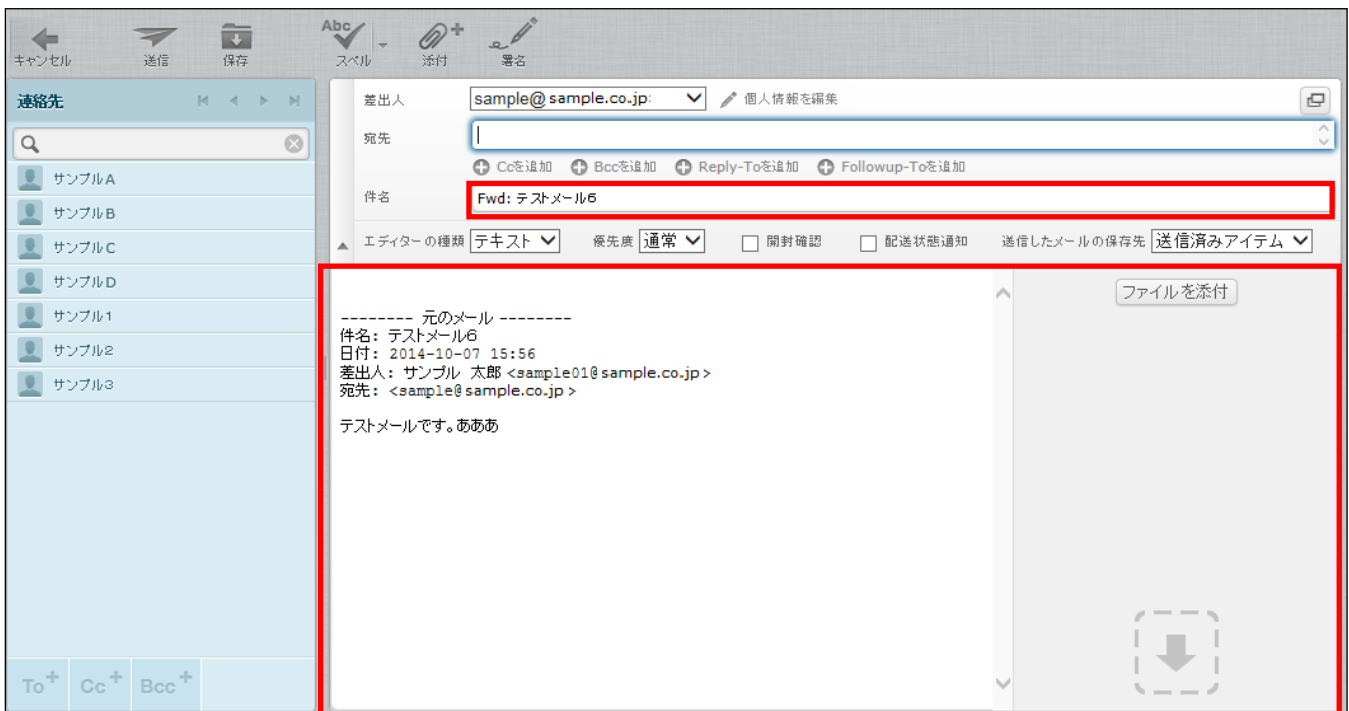 Abc
キャンセル 送信 保存 スペル 添付 署名
連絡先
サンプルA
サンプルB
サンプルC
サンプルD
サンプル1
サンプル2
サンプル3
To+ Cc+ Bcc+
差出人 sample@sample.co.jp: 個人情報を編集
宛先
Ccを追加 Bccを追加 Reply-Toを追加 Followup-Toを追加
件名 Fwd: テストメール6
エディターの種類 テキスト 優先度 通常 開封確認 配送状態通知 送信したメールの保存先 送信済みアイテム
ファイルを添付
-------- 元のメール --------
件名: テストメール6
日付: 2014-10-07 15:56
差出人: サンプル 太郎 <sample01@sample.co.jp>
宛先: <sample@sample.co.jp>
テストメールです。あああ